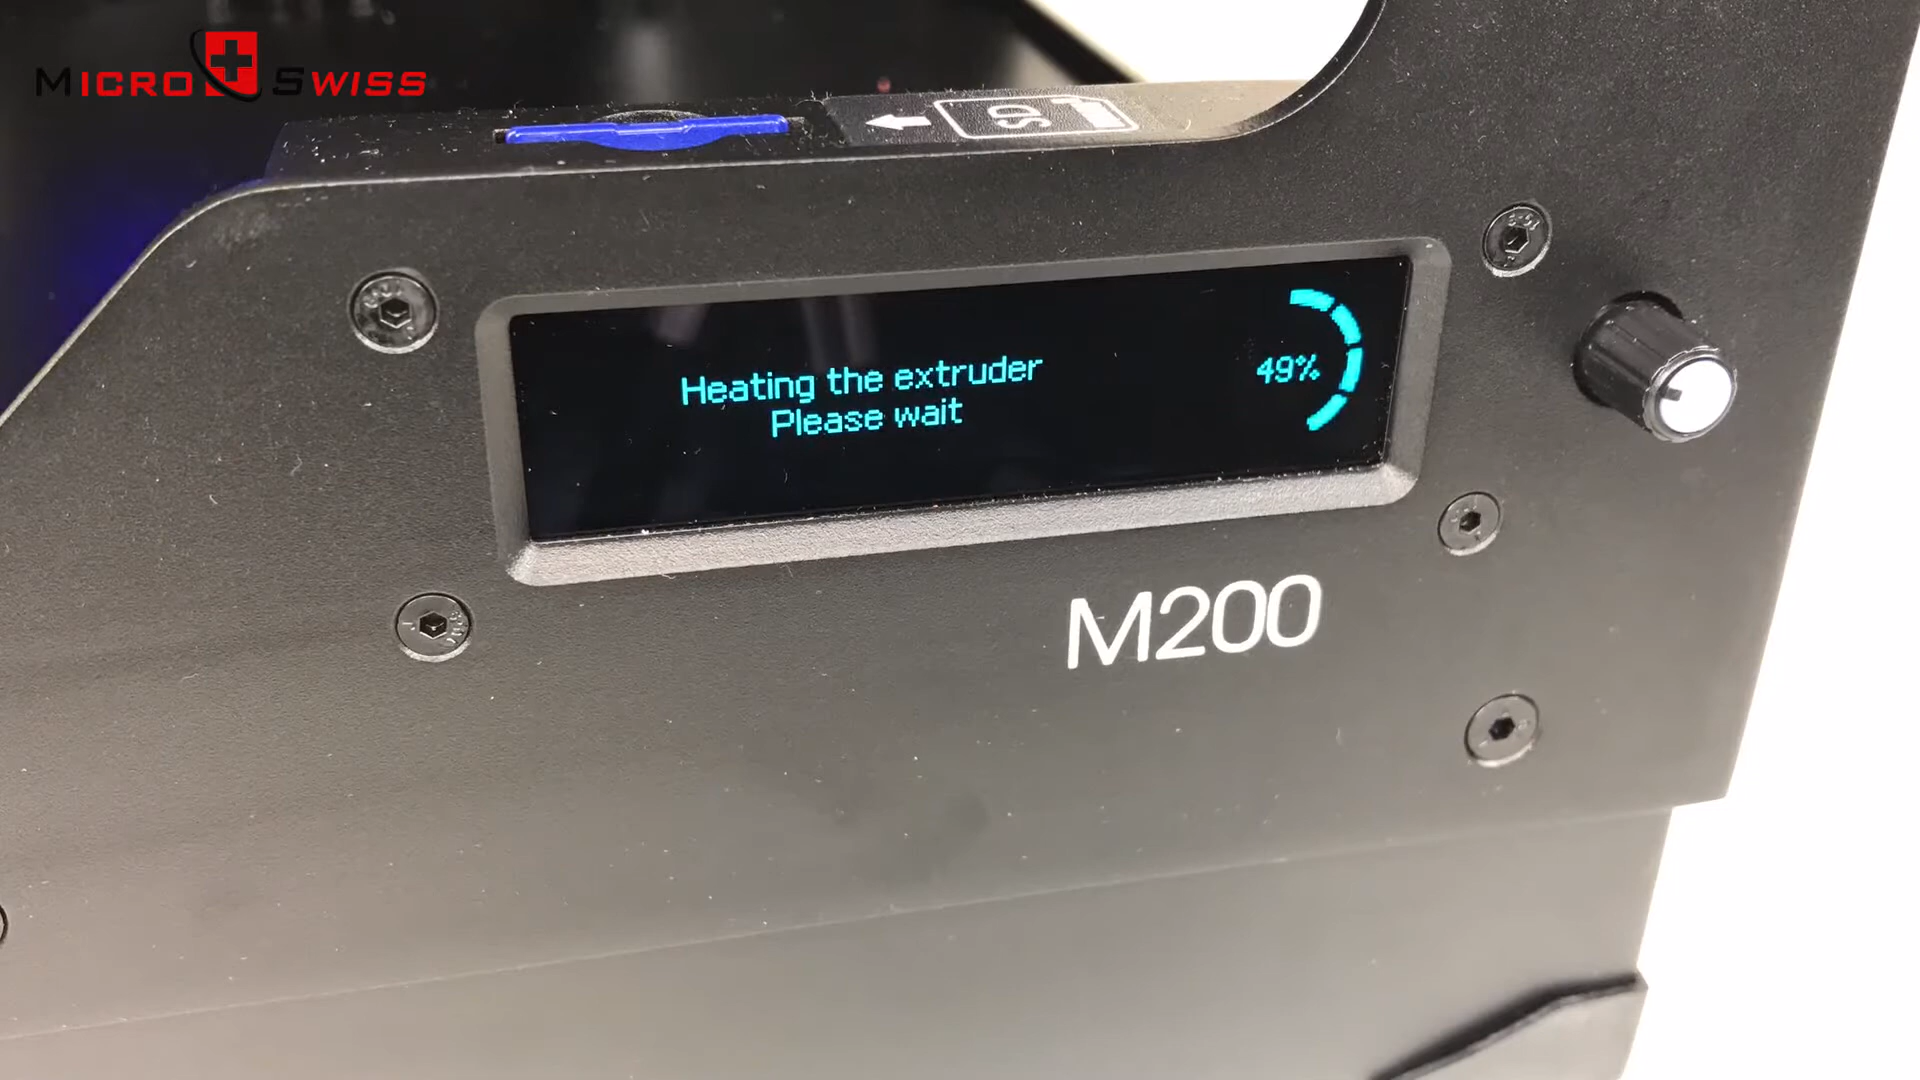 MICRO SWISS
SD
Heating the extruder
Please wait
49%
M200